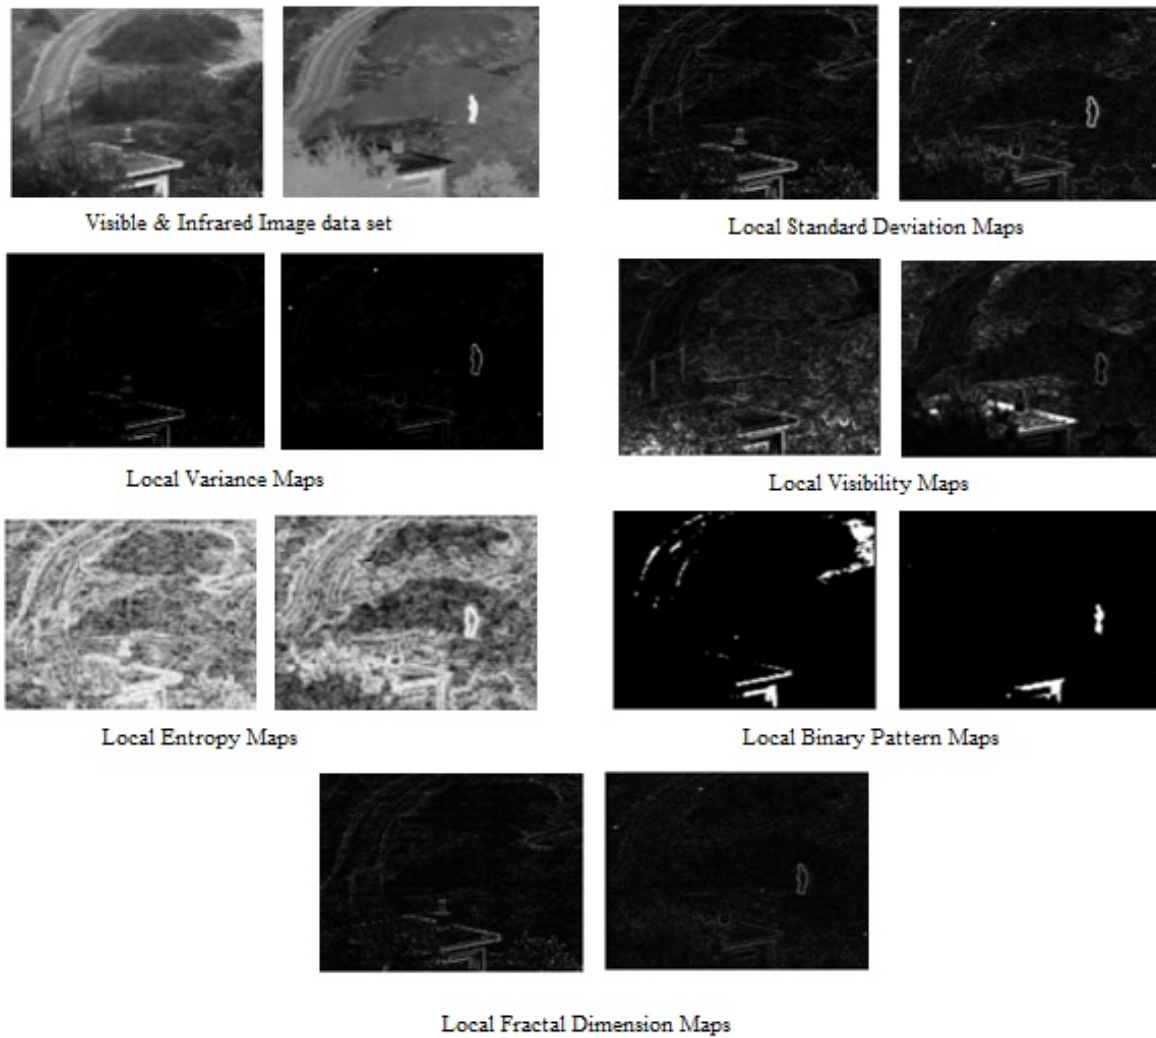 Visible & Infrared Image data set
Local Standard Deviation Maps
Local Variance Maps
Local Visibility Maps
Local Entropy Maps
Local Binary Pattern Maps
Local Fractal Dimension Maps